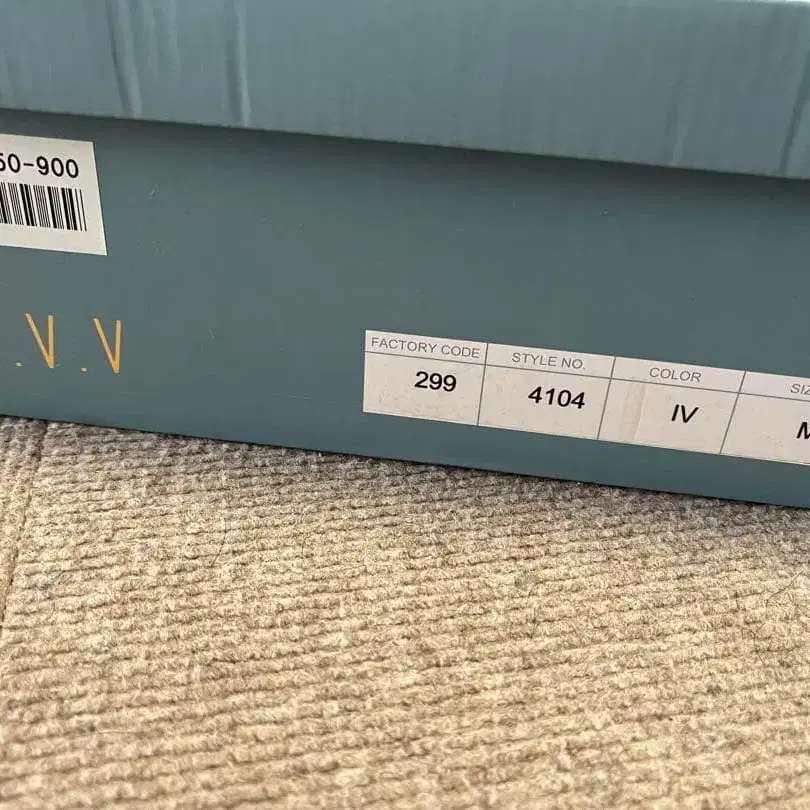 50-900
.V.V
FACTORY CODE STYLE NO. COLOR
299 4104 IV M